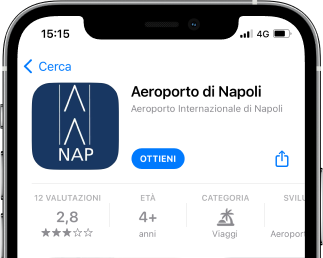 15:15 4G
Cerca
NAP
Aeroporto di Napoli
Aeroporto Internazionale di Napoli
OTTIENI
12 VALUTAZIONI ETÀ CATEGORIA SVIL
2,8 4+
anni Viaggi Aeropor